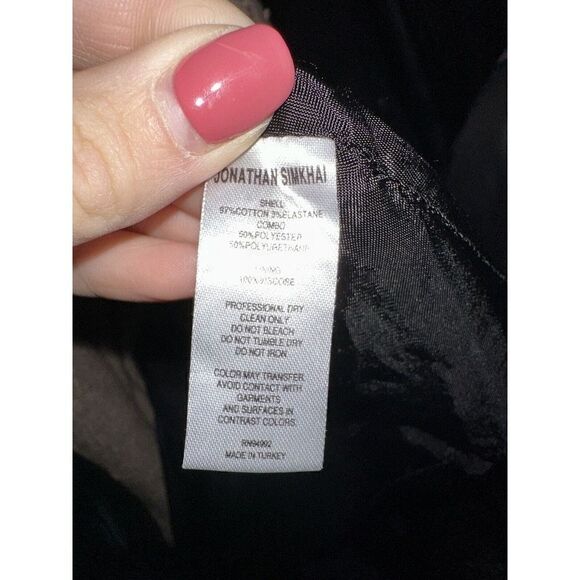 JONATHAN SIMKHAI
SHELL
97%COTTON 3%ELASTANE
COMBO
50%POLYESTER
50%POLYURETHANE
LINING
100%VISCOSE
PROFESSIONAL DRY
CLEAN ONLY
DO NOT BLEACH
DO NOT TUMBLE DRY
DO NOT IRON
COLOR MAY TRANSFER.
AVOID CONTACT WITH
GARMENTS
AND SURFACES IN
CONTRAST COLORS.
RN94992
MADE IN TURKEY